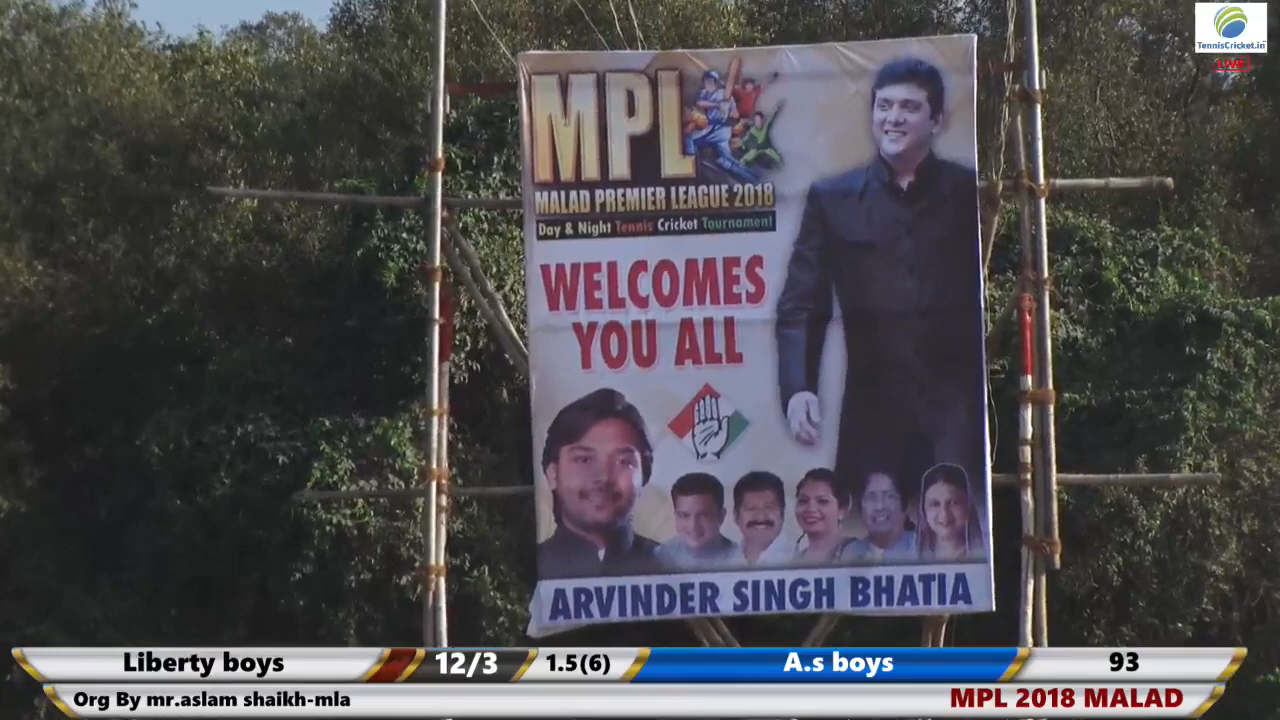 TennisCricket.in
LIVE
MPL
MALAD PREMIER LEAGUE 2018
Day & Night Tennis Cricket Tournament
WELCOMES
YOU ALL
ARVINDER SINGH BHATIA
Liberty boys 12/3 1.5(6) A.s boys 93
Org By mr.aslam shaikh-mla MPL 2018 MALAD